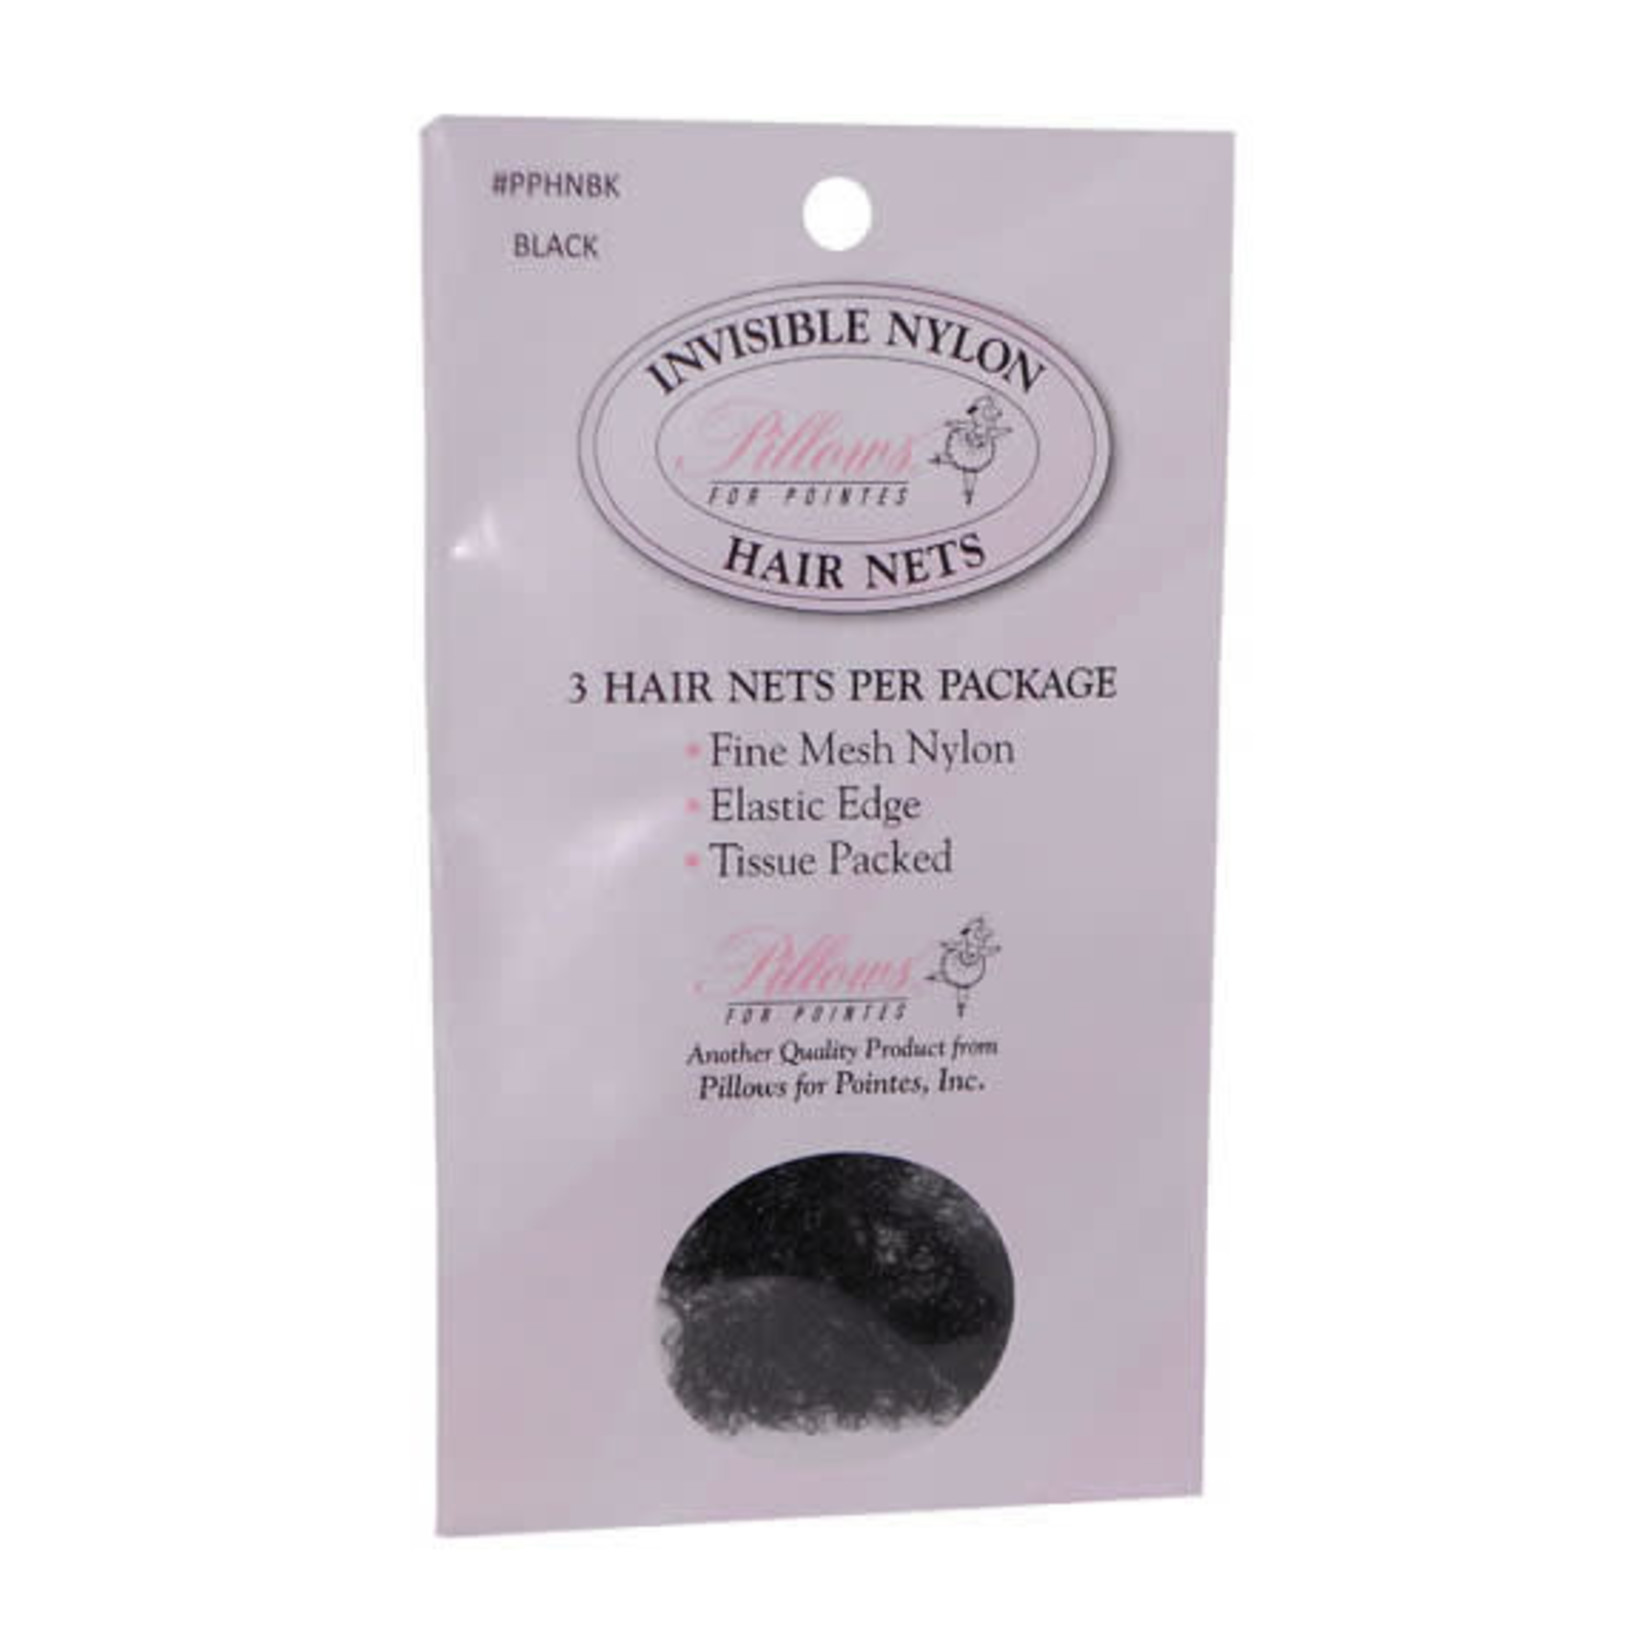 #PPHNBK
BLACK
INVISIBLE NYLON
Pillows
FOR POINTES
HAIR NETS
3 HAIR NETS PER PACKAGE
• Fine Mesh Nylon
• Elastic Edge
• Tissue Packed
Pillows
FOR POINTES
Another Quality Product from
Pillows for Pointes, Inc.